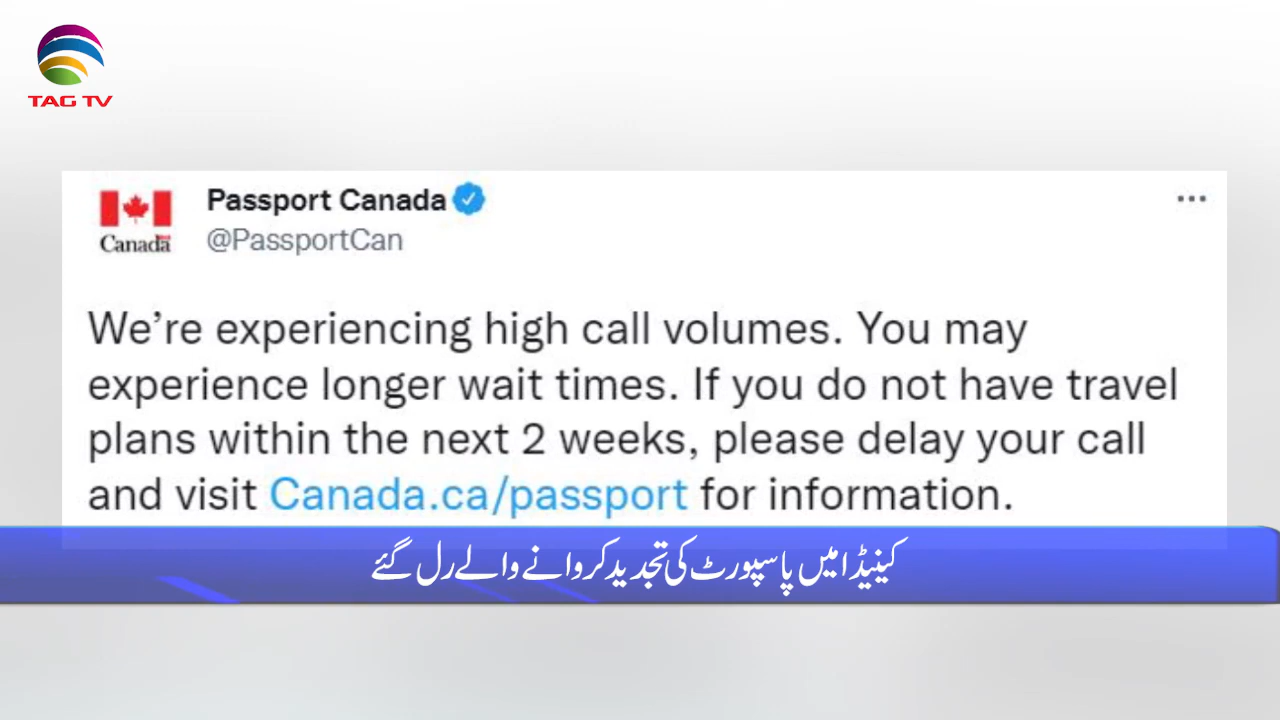 TAG TV
Passport Canada
Canada
@PassportCan
We’re experiencing high call volumes. You may
experience longer wait times. If you do not have travel
plans within the next 2 weeks, please delay your call
and visit Canada.ca/passport for information.
کینیڈا میں پاسپورٹ کی تجدید کروانے والے رل گئے